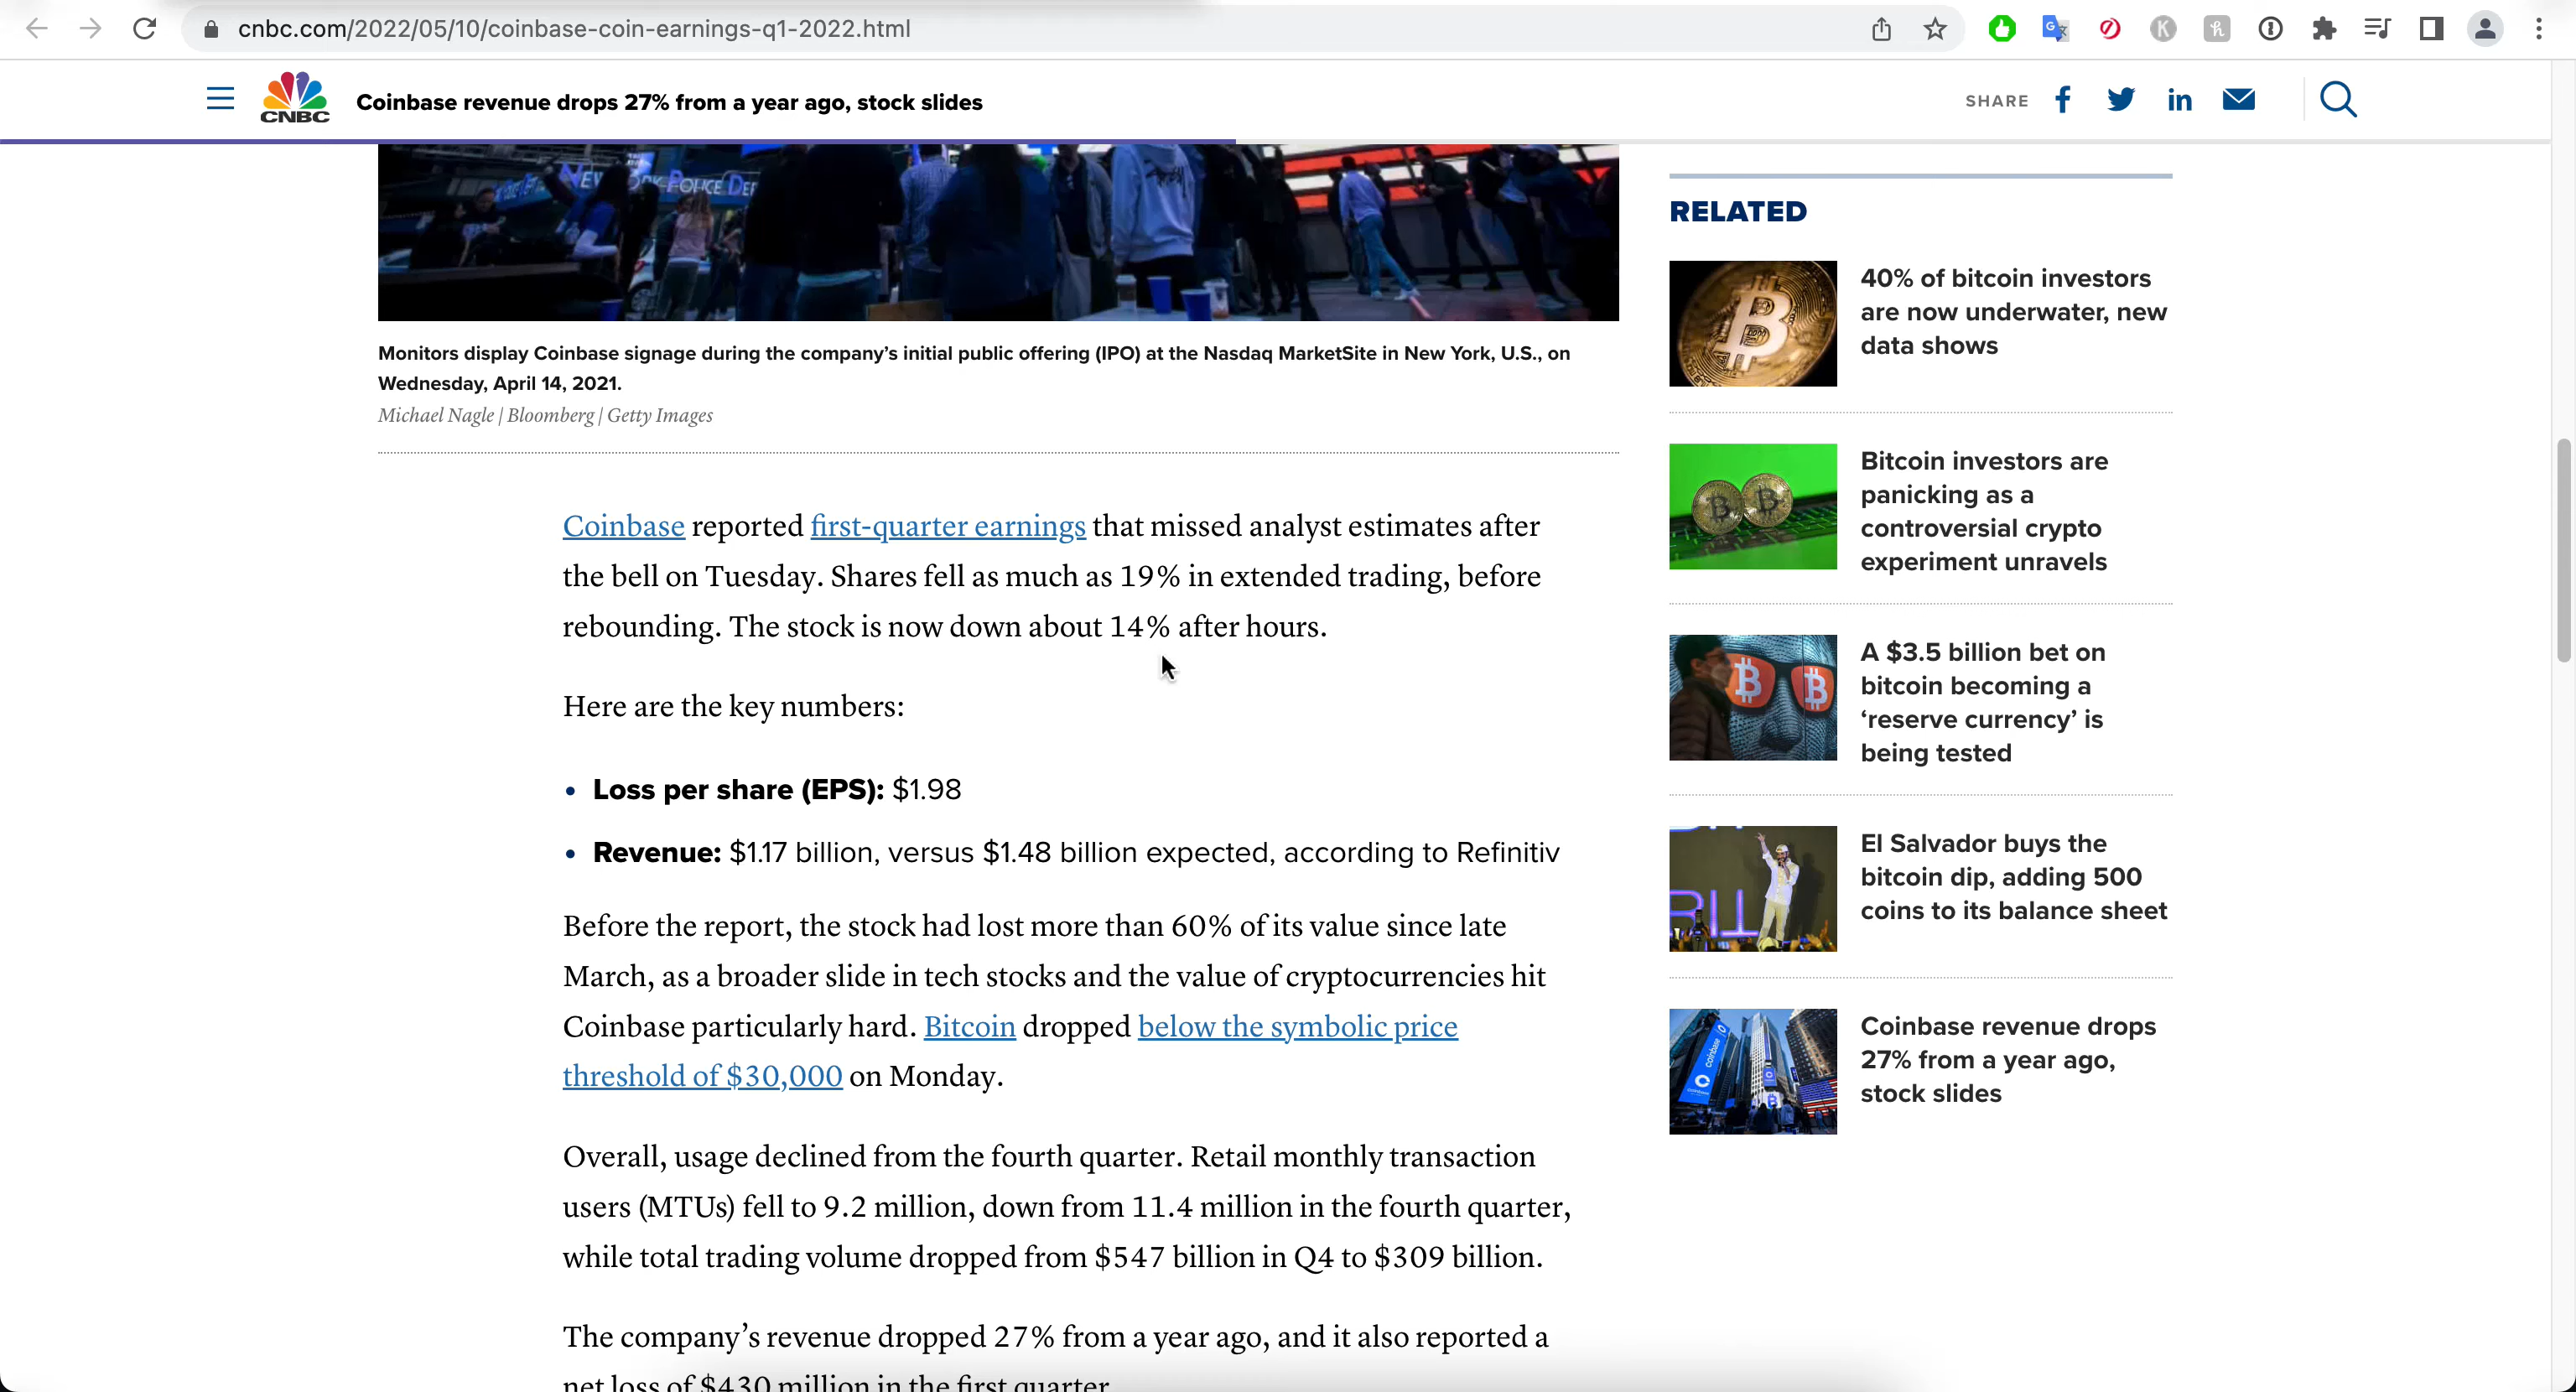 cnbc.com/2022/05/10/coinbase-coin-earnings-q1-2022.html
CNBC
Coinbase revenue drops 27% from a year ago, stock slides
SHARE
NEW YORK POLICE DEP
Monitors display Coinbase signage during the company’s initial public offering (IPO) at the Nasdaq MarketSite in New York, U.S., on
Wednesday, April 14, 2021.
Michael Nagle | Bloomberg | Getty Images
Coinbase reported first-quarter earnings that missed analyst estimates after
the bell on Tuesday. Shares fell as much as 19% in extended trading, before
rebounding. The stock is now down about 14% after hours.
Here are the key numbers:
• Loss per share (EPS): $1.98
• Revenue: $1.17 billion, versus $1.48 billion expected, according to Refinitiv
Before the report, the stock had lost more than 60% of its value since late
March, as a broader slide in tech stocks and the value of cryptocurrencies hit
Coinbase particularly hard. Bitcoin dropped below the symbolic price
threshold of $30,000 on Monday.
Overall, usage declined from the fourth quarter. Retail monthly transaction
users (MTUs) fell to 9.2 million, down from 11.4 million in the fourth quarter,
while total trading volume dropped from $547 billion in Q4 to $309 billion.
The company’s revenue dropped 27% from a year ago, and it also reported a
net loss of $430 million in the first quarter
RELATED
40% of bitcoin investors
are now underwater, new
data shows
Bitcoin investors are
panicking as a
controversial crypto
experiment unravels
A $3.5 billion bet on
bitcoin becoming a
‘reserve currency’ is
being tested
El Salvador buys the
bitcoin dip, adding 500
coins to its balance sheet
coinbase
Coinbase revenue drops
27% from a year ago,
stock slides